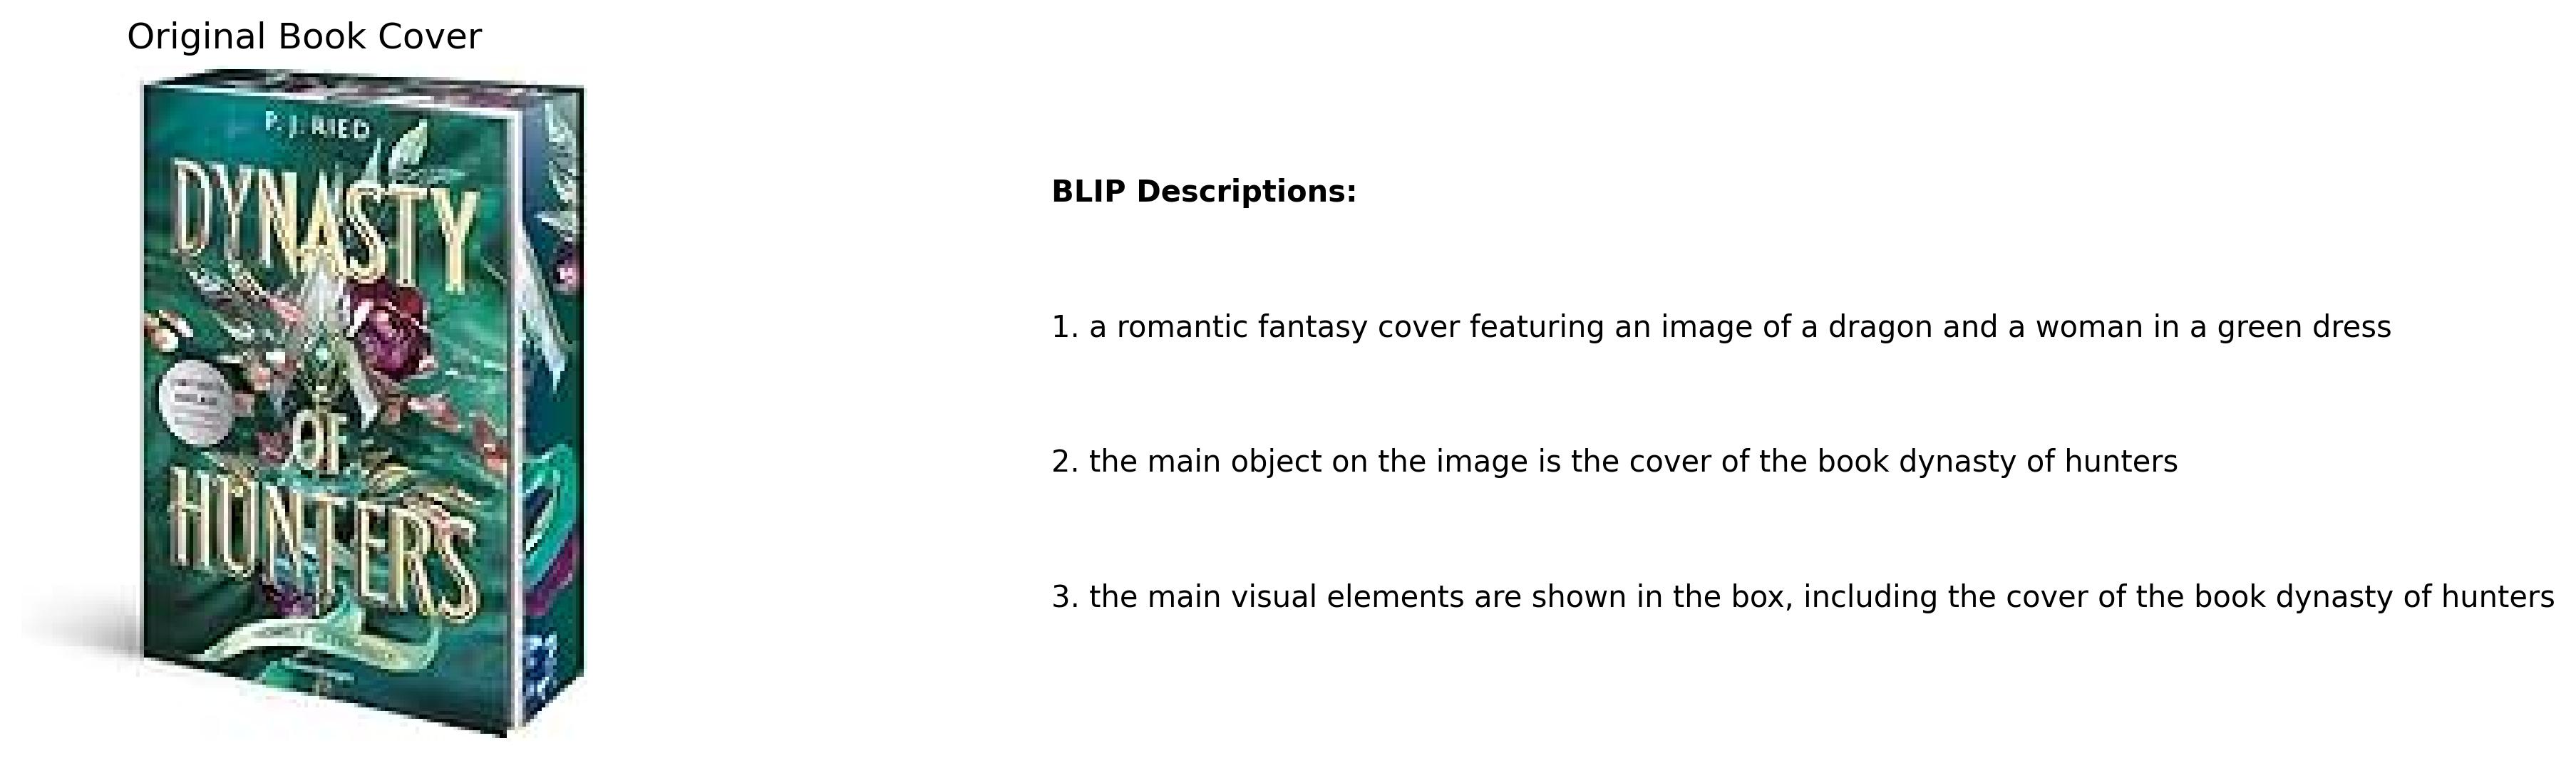 Original Book Cover
P. J. RIED
DYNASTY
OF
HUNTERS
BLIP Descriptions:
1. a romantic fantasy cover featuring an image of a dragon and a woman in a green dress
2. the main object on the image is the cover of the book dynasty of hunters
3. the main visual elements are shown in the box, including the cover of the book dynasty of hunters